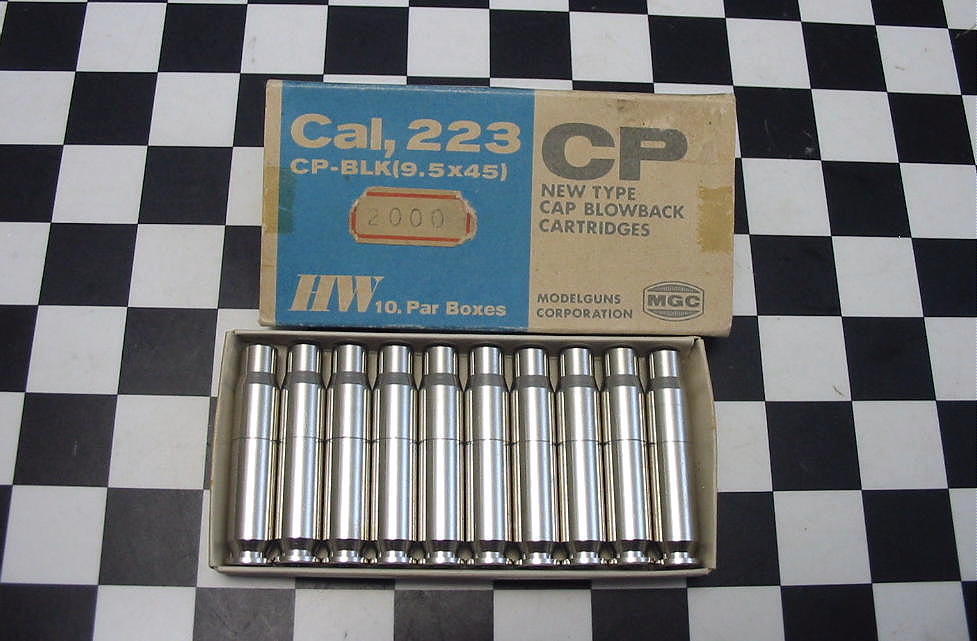 Cal, 223
CP-BLK(9.5x45)
2000
HW 10. Par Boxes
CP
NEW TYPE
CAP BLOWBACK
CARTRIDGES
MODELGUNS
CORPORATION
MGC